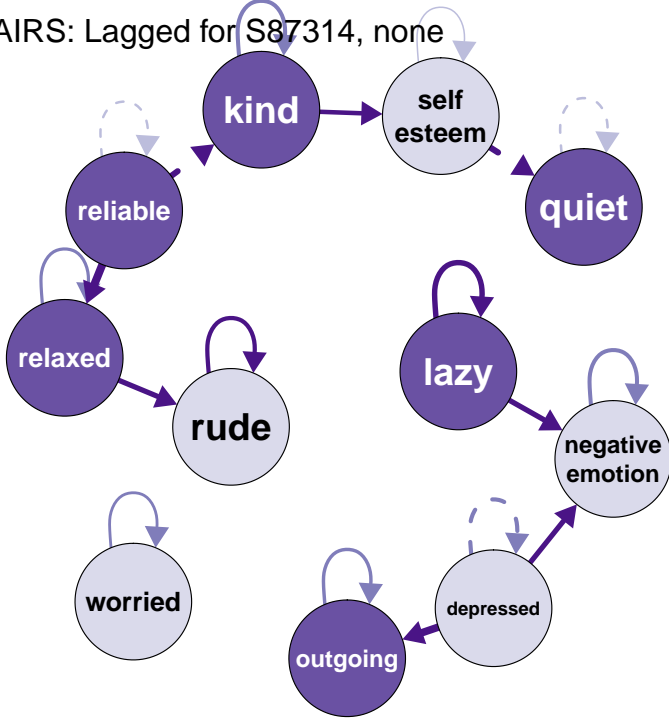 AIRS: Lagged for S87314, none
kind
self
esteem
reliable
quiet
relaxed
lazy
rude
negative
emotion
worried
depressed
outgoing